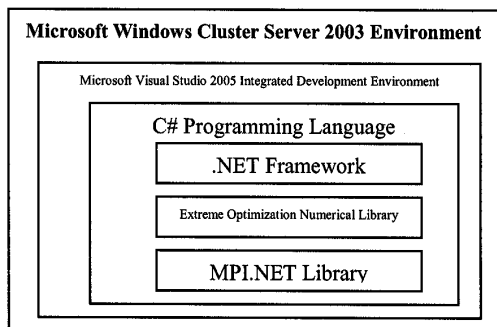 Microsoft Windows Cluster Server 2003 Environment
Microsoft Visual Studio 2005 Integrated Development Environment
C# Programming Language
.NET Framework
Extreme Optimization Numerical Library
MPI.NET Library